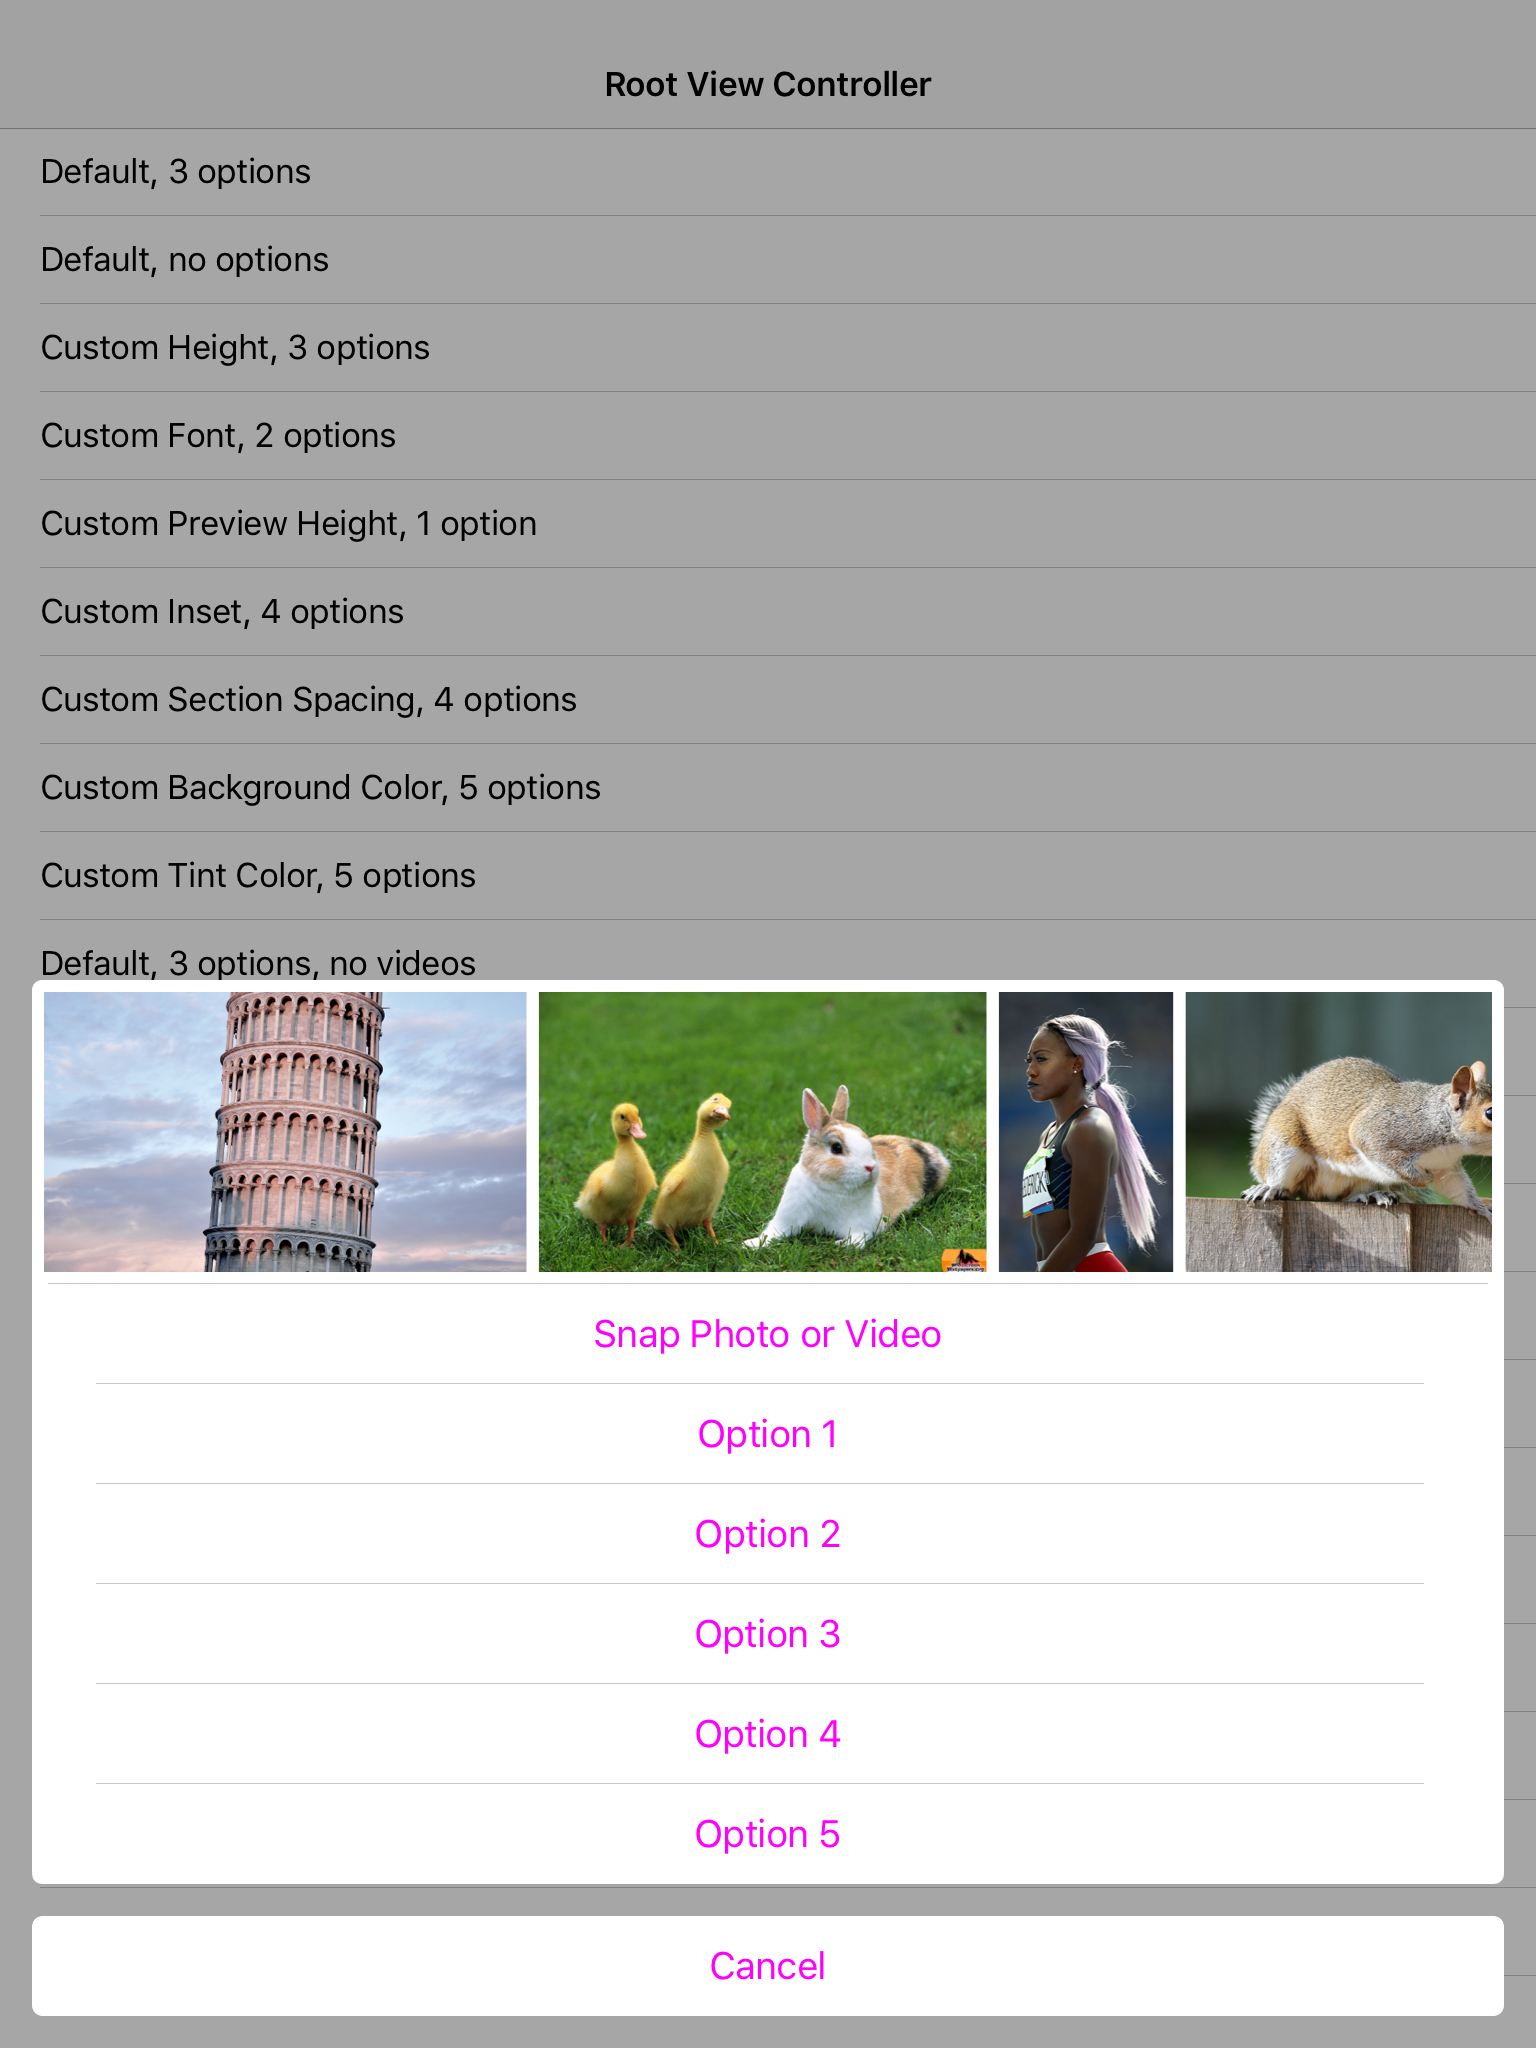 Root View Controller
Default, 3 options
Default, no options
Custom Height, 3 options
Custom Font, 2 options
Custom Preview Height, 1 option
Custom Inset, 4 options
Custom Section Spacing, 4 options
Custom Background Color, 5 options
Custom Tint Color, 5 options
Default, 3 options, no videos
Snap Photo or Video
Option 1
Option 2
Option 3
Option 4
Option 5
Cancel